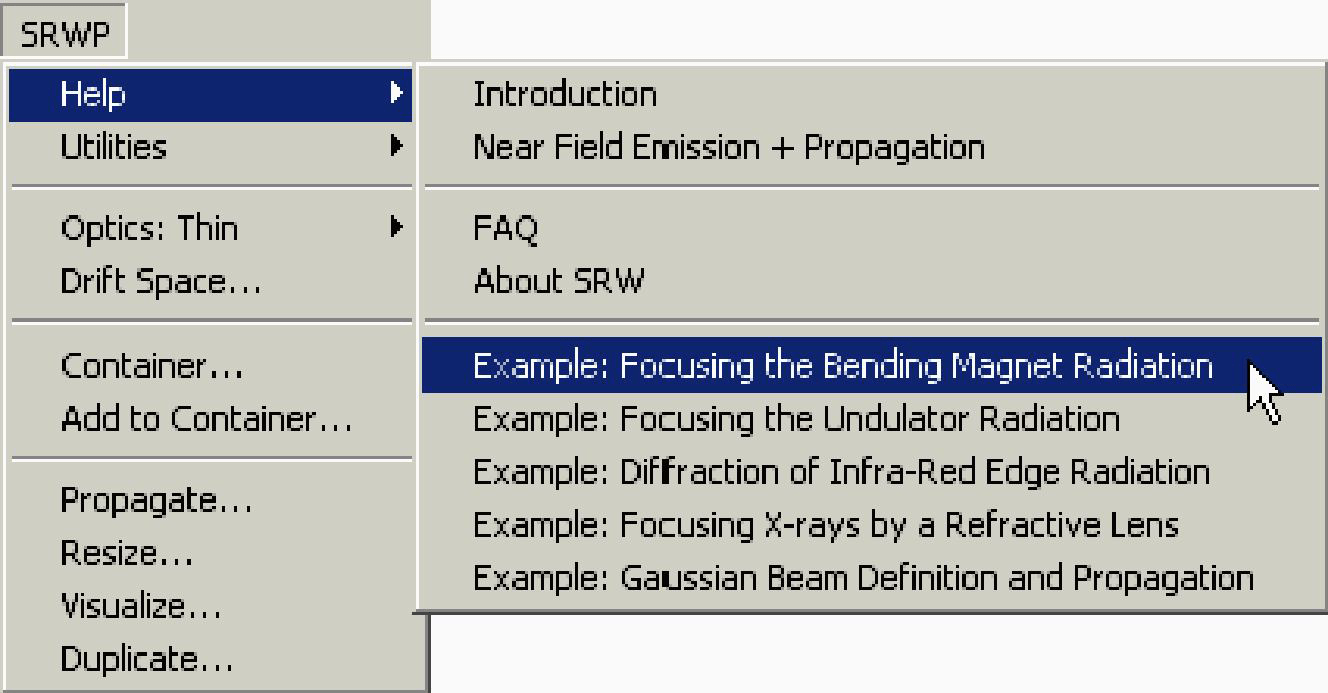 SRWP
Help
Utilities
Optics: Thin
Drift Space...
Container...
Add to Container...
Propagate...
Resize...
Visualize...
Duplicate...
Introduction
Near Field Emission + Propagation
FAQ
About SRW
Example: Focusing the Bending Magnet Radiation
Example: Focusing the Undulator Radiation
Example: Diffraction of Infra-Red Edge Radiation
Example: Focusing X-rays by a Refractive Lens
Example: Gaussian Beam Definition and Propagation